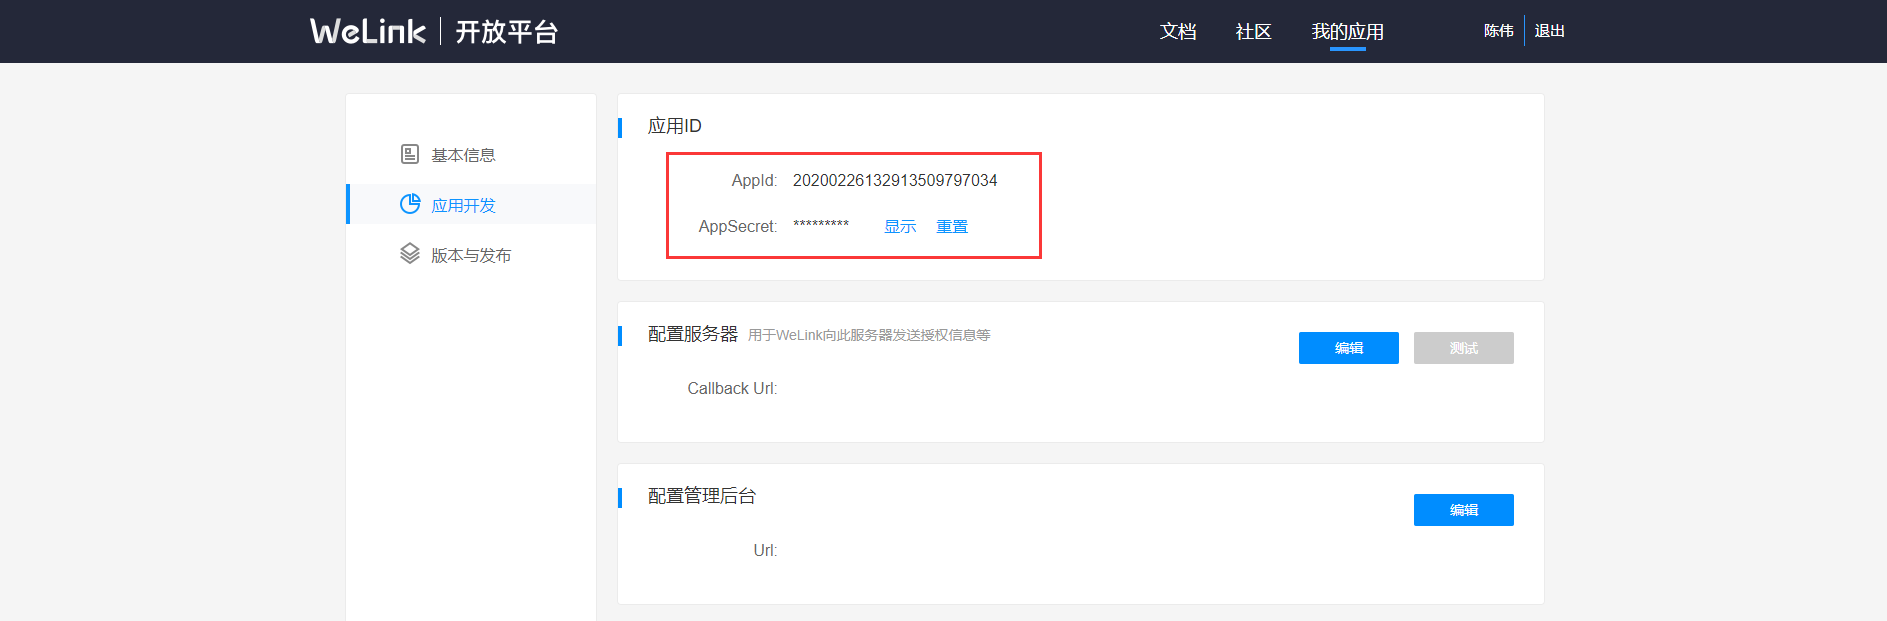 WeLink 开放平台 文档 社区 我的应用 陈伟 退出
基本信息
应用开发
版本与发布
应用ID
AppId: 20200226132913509797034
AppSecret: ********* 显示 重置
配置服务器 用于WeLink向此服务器发送授权信息等 编辑 测试
Callback Url:
配置管理后台 编辑
Url: